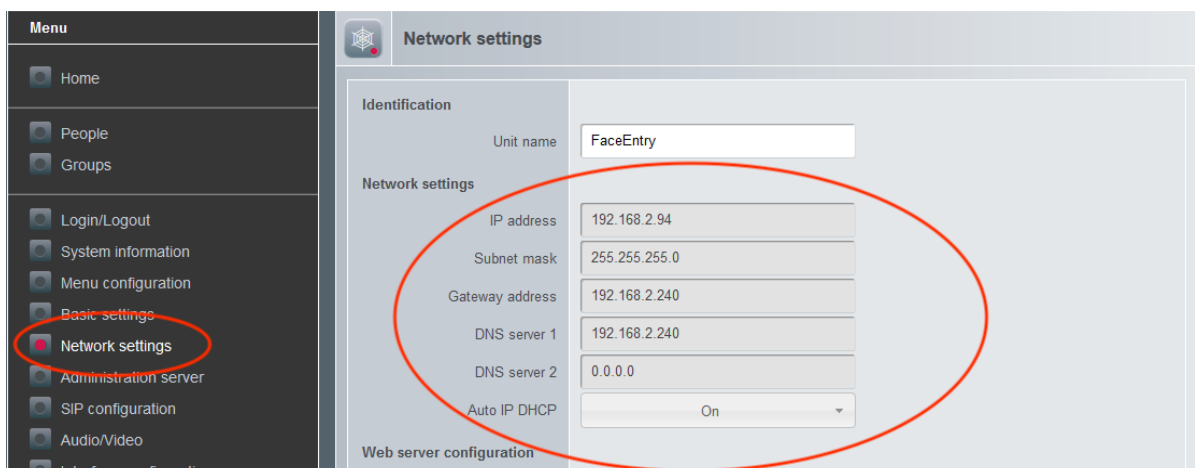 Menu
Home
People
Groups
Login/Logout
System information
Menu configuration
Basic settings
Network settings
Administration server
SIP configuration
Audio/Video
Network settings
Identification
Unit name FaceEntry
Network settings
IP address 192.168.2.94
Subnet mask 255.255.255.0
Gateway address 192.168.2.240
DNS server 1 192.168.2.240
DNS server 2 0.0.0.0
Auto IP DHCP On
Web server configuration